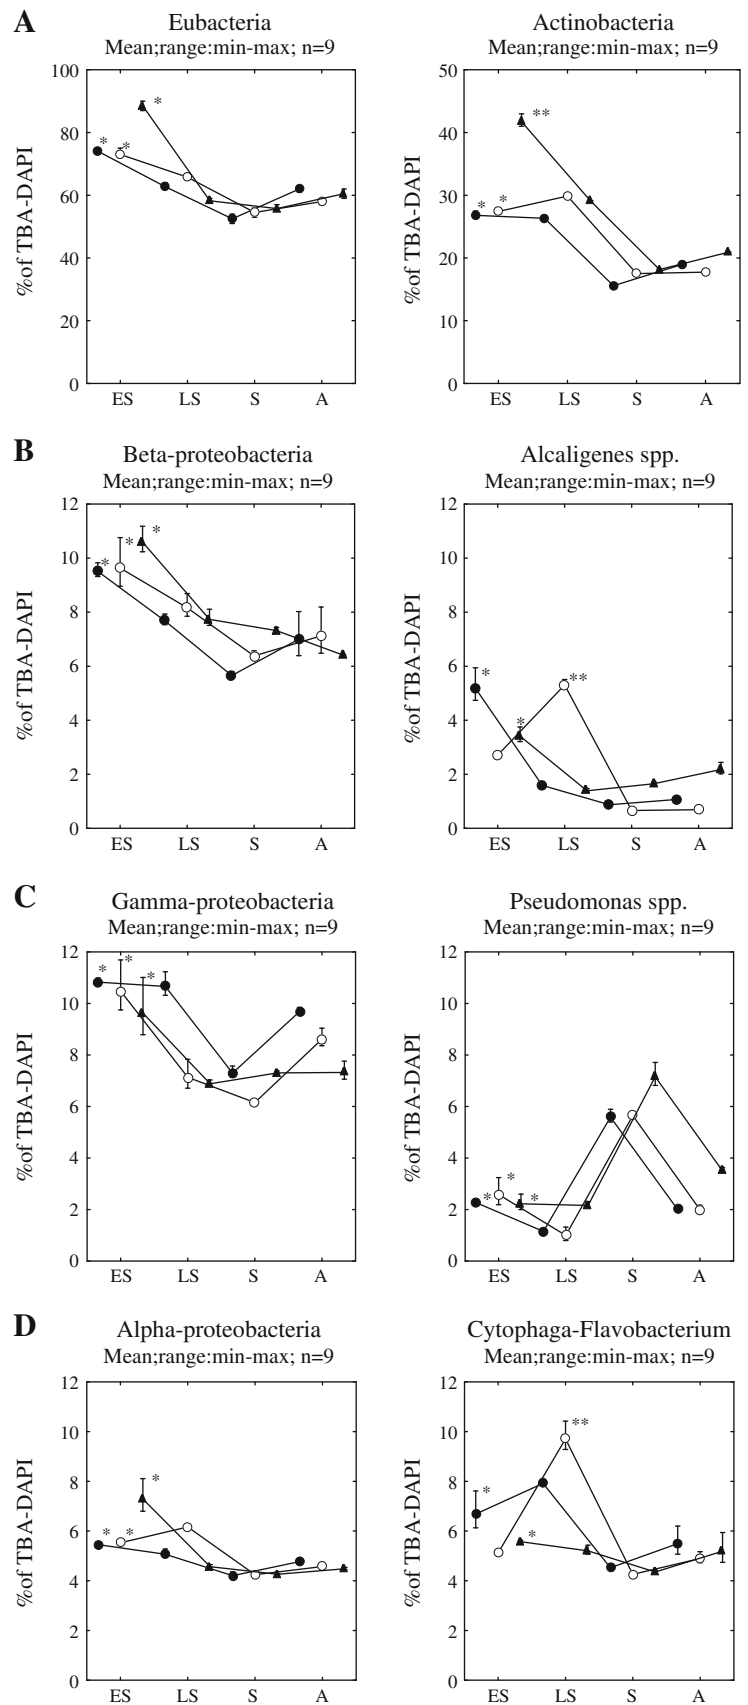 A
Eubacteria
Mean;range:min-max; n=9
%of TBA-DAPI
100
80
60
40
20
0
* * *
ES LS S A
Actinobacteria
Mean;range:min-max; n=9
%of TBA-DAPI
50
40
30
20
10
0
* * **
ES LS S A
B
Beta-proteobacteria
Mean;range:min-max; n=9
%of TBA-DAPI
12
10
8
6
4
2
0
* * *
ES LS S A
Alcaligenes spp.
Mean;range:min-max; n=9
%of TBA-DAPI
12
10
8
6
4
2
0
* * **
ES LS S A
C
Gamma-proteobacteria
Mean;range:min-max; n=9
%of TBA-DAPI
12
10
8
6
4
2
0
* * *
ES LS S A
Pseudomonas spp.
Mean;range:min-max; n=9
%of TBA-DAPI
12
10
8
6
4
2
0
* * *
ES LS S A
D
Alpha-proteobacteria
Mean;range:min-max; n=9
%of TBA-DAPI
12
10
8
6
4
2
0
* * *
ES LS S A
Cytophaga-Flavobacterium
Mean;range:min-max; n=9
%of TBA-DAPI
12
10
8
6
4
2
0
* * **
ES LS S A